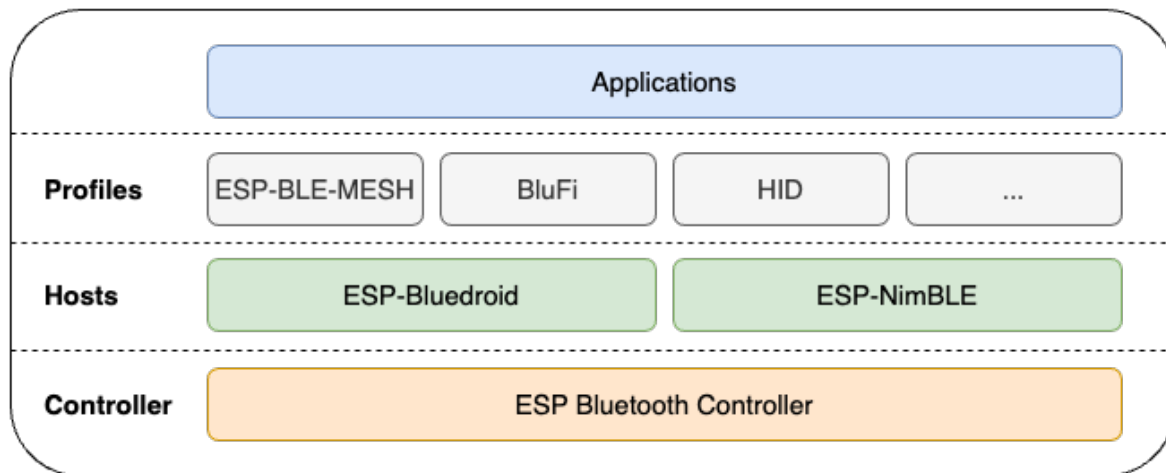 Applications
Profiles ESP-BLE-MESH BluFi HID ...
Hosts ESP-Bluedroid ESP-NimBLE
Controller ESP Bluetooth Controller